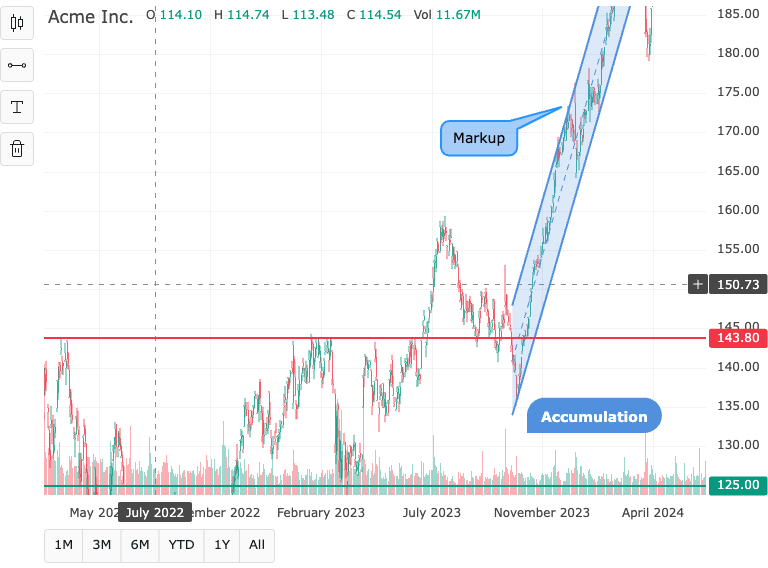 Acme Inc. O 114.10 H 114.74 L 113.48 C 114.54 Vol 11.67M
185.00
180.00
175.00
170.00
Markup
165.00
160.00
155.00
+ 150.73
145.00
143.80
140.00
135.00
Accumulation
130.00
125.00
May 202 July 2022 ember 2022 February 2023 July 2023 November 2023 April 2024
1M 3M 6M YTD 1Y All
T